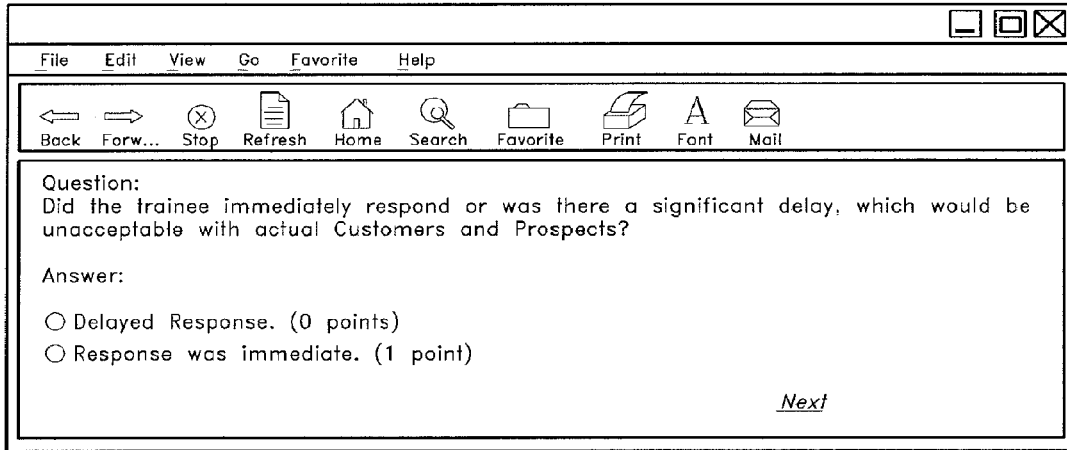 File Edit View Go Favorite Help
Back Forw... Stop Refresh Home Search Favorite Print Font Mail
Question:
Did the trainee immediately respond or was there a significant delay, which would be
unacceptable with actual Customers and Prospects?
Answer:
Delayed Response. (0 points)
Response was immediate. (1 point)
Next